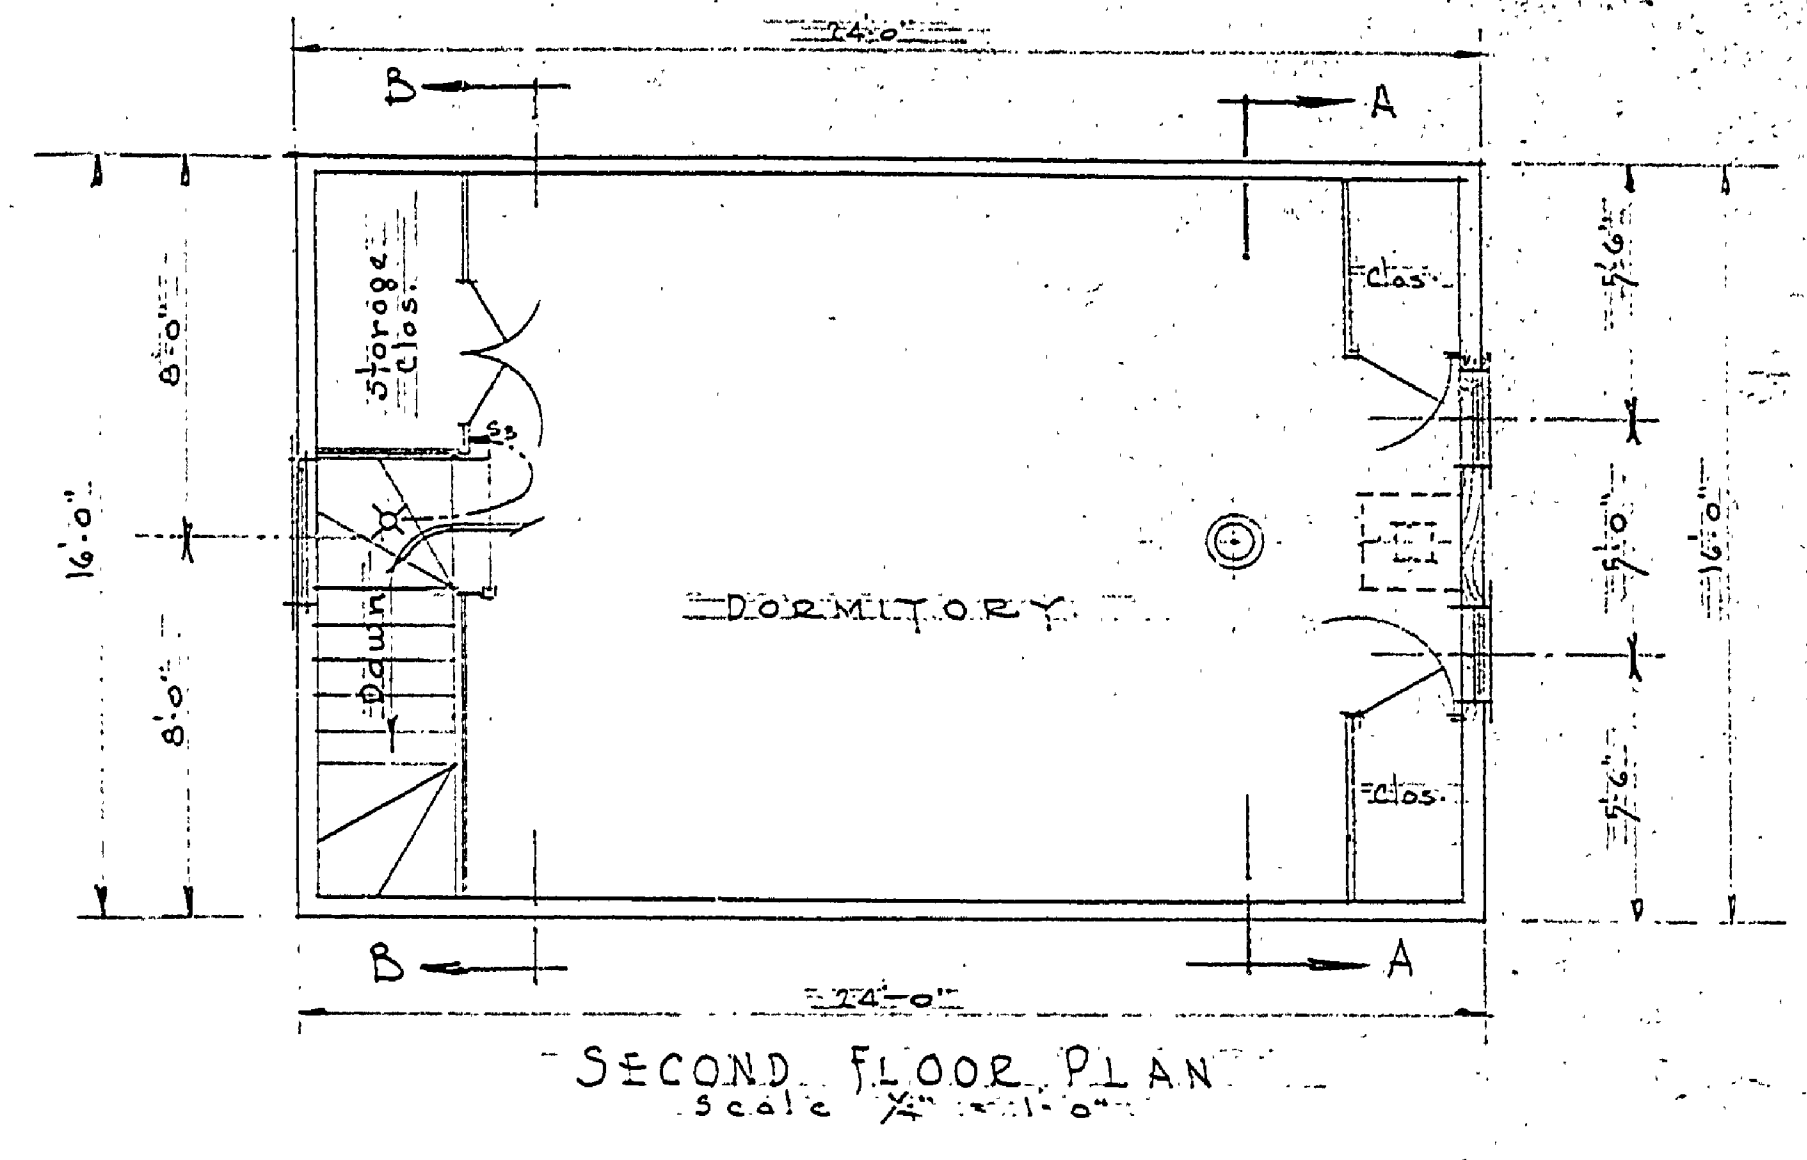 24'-0"
B
A
8'-0"
Storage
Clos.
Clos.
5'-6"
S3
16'-0"
5'-0"
16'-0"
Down
DORMITORY
8'-0"
Clos.
5'-6"
B
A
24'-0"
SECOND FLOOR PLAN
Scale 1/4" = 1'-0"